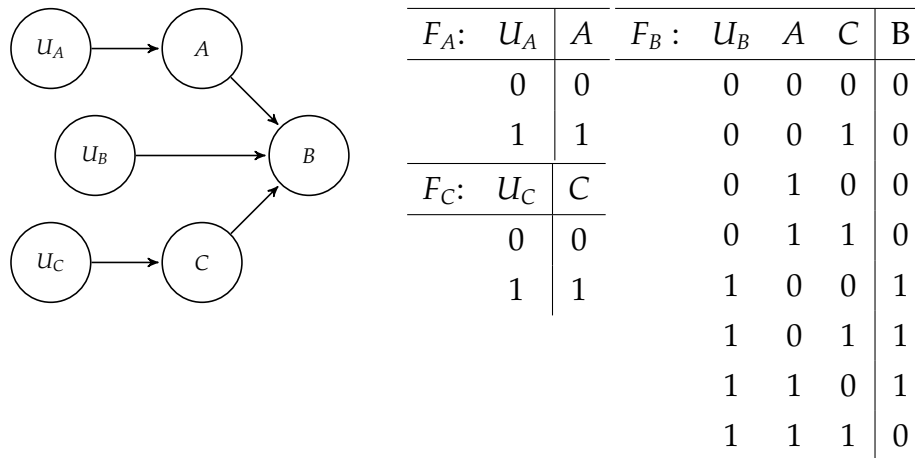 U_A A
U_B B
U_C C
F_A: U_A A
0 0
1 1
F_C: U_C C
0 0
1 1
F_B : U_B A C B
0 0 0 0
0 0 1 0
0 1 0 0
0 1 1 0
1 0 0 1
1 0 1 1
1 1 0 1
1 1 1 0